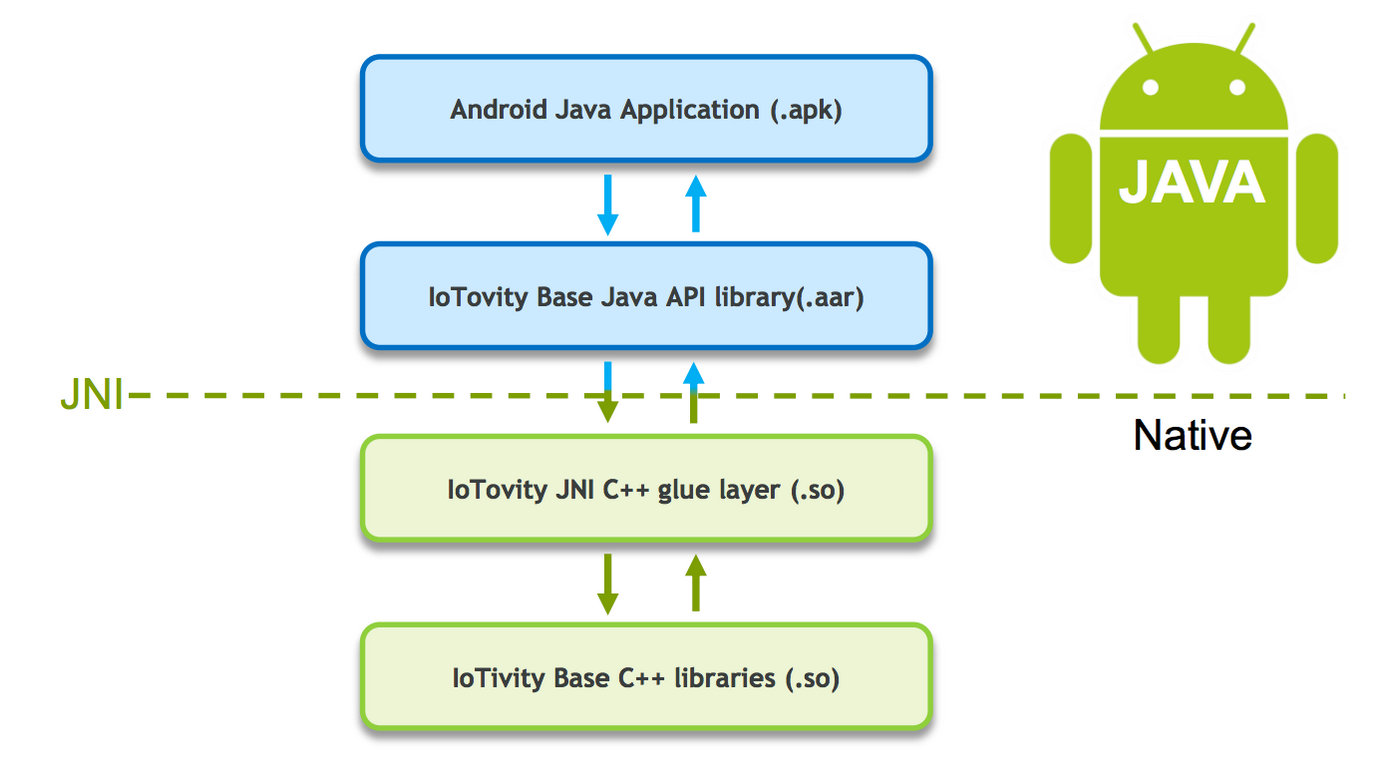 Android Java Application (.apk)
JAVA
IoTovity Base Java API library(.aar)
JNI
Native
IoTovity JNI C++ glue layer (.so)
IoTivity Base C++ libraries (.so)